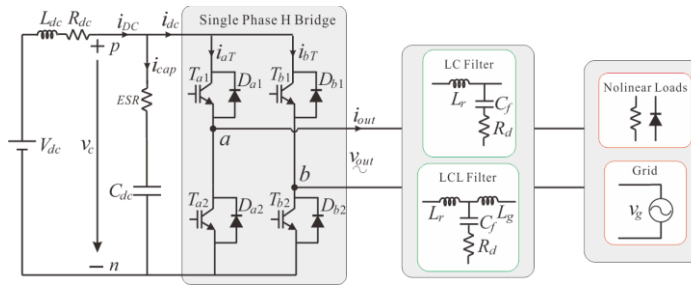 L_dc R_dc i_DC i_dc Single Phase H Bridge
+ p
i_cap
i_aT i_bT
T_a1 D_a1 T_b1 D_b1
ESR
LC Filter
L_r C_f
R_d
Nolinear Loads
V_dc v_c
a
i_out
v_out
b
C_dc
T_a2 D_a2 T_b2 D_b2
LCL Filter
L_r L_g
C_f
R_d
Grid
v_g
− n